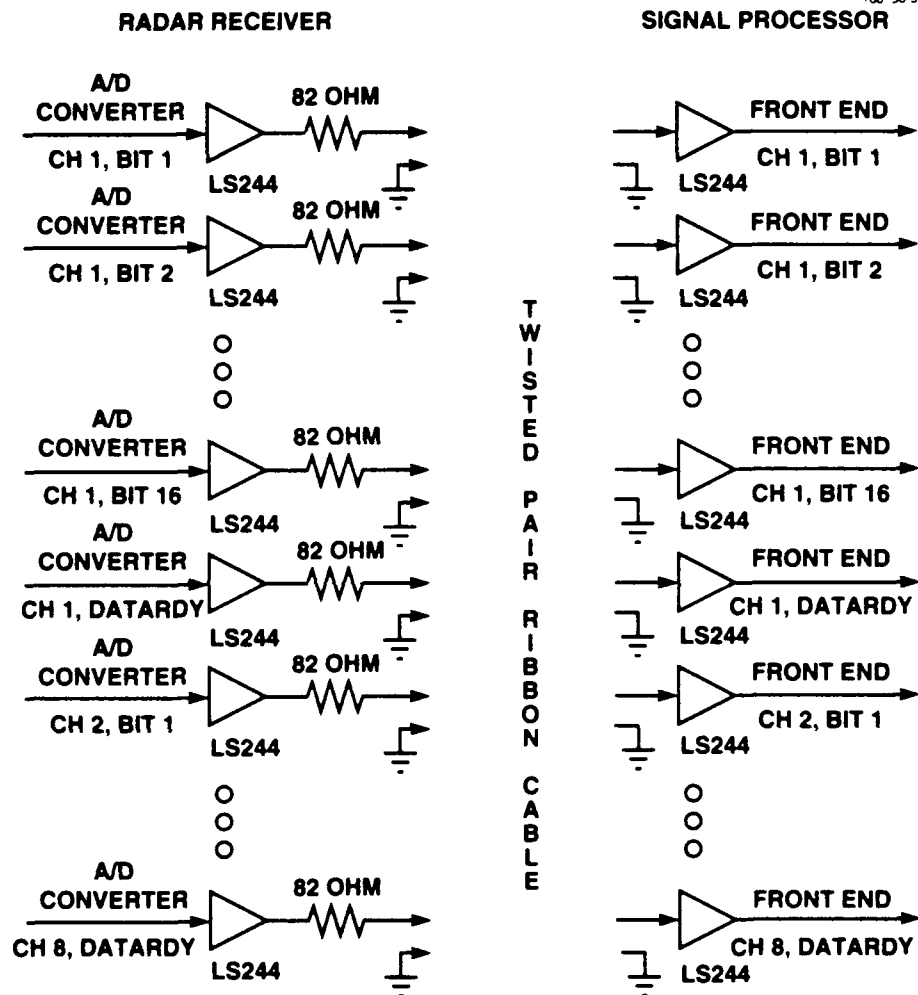 RADAR RECEIVER
SIGNAL PROCESSOR
A/D
CONVERTER
82 OHM
CH 1, BIT 1
LS244
FRONT END
CH 1, BIT 1
LS244
A/D
CONVERTER
82 OHM
CH 1, BIT 2
LS244
FRONT END
CH 1, BIT 2
LS244
TWISTED PAIR RIBBON CABLE
A/D
CONVERTER
82 OHM
CH 1, BIT 16
LS244
FRONT END
CH 1, BIT 16
LS244
A/D
CONVERTER
82 OHM
CH 1, DATARDY
LS244
FRONT END
CH 1, DATARDY
LS244
A/D
CONVERTER
82 OHM
CH 2, BIT 1
LS244
FRONT END
CH 2, BIT 1
LS244
A/D
CONVERTER
82 OHM
CH 8, DATARDY
LS244
FRONT END
CH 8, DATARDY
LS244